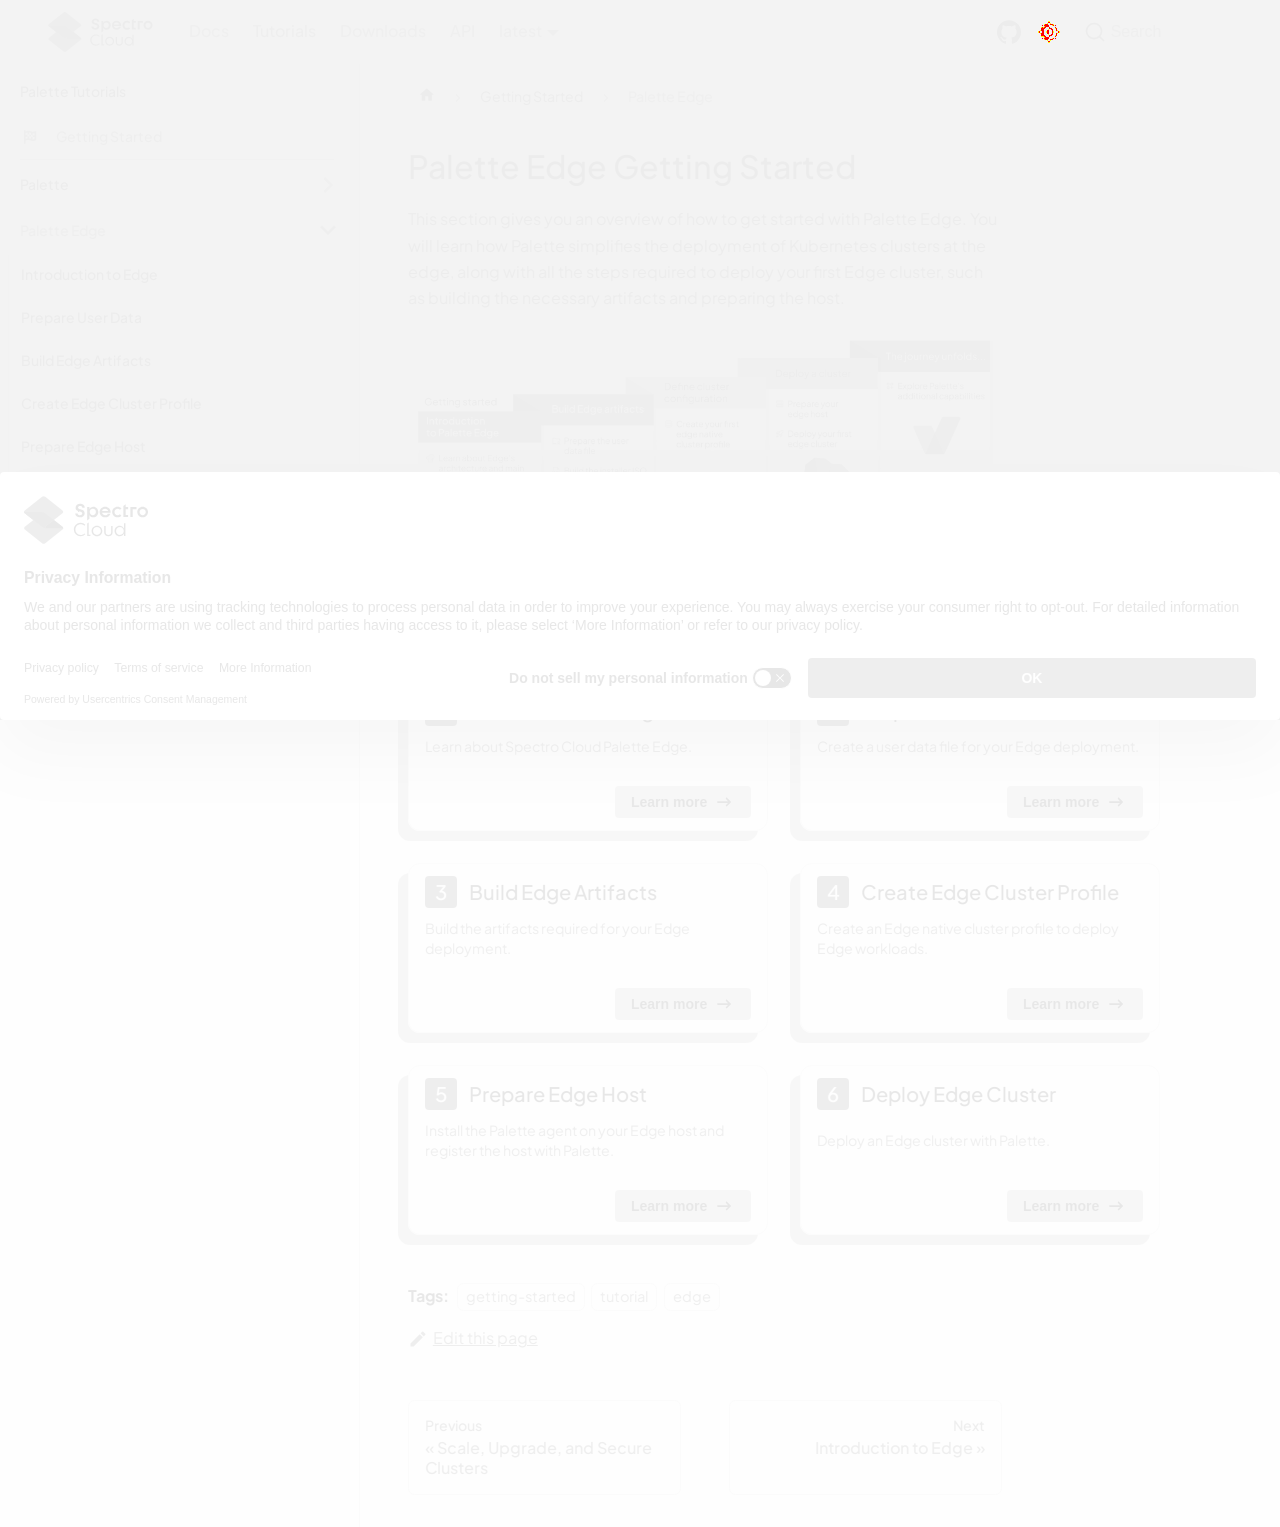 Spectro
Cloud
Docs Tutorials Downloads API latest Search
Palette Tutorials
Getting Started
Palette
Palette Edge
Introduction to Edge
Prepare User Data
Build Edge Artifacts
Create Edge Cluster Profile
Prepare Edge Host
Getting Started Palette Edge
Palette Edge Getting Started
This section gives you an overview of how to get started with Palette Edge. You
will learn how Palette simplifies the deployment of Kubernetes clusters at the
edge, along with all the steps required to deploy your first Edge cluster, such
as building the necessary artifacts and preparing the host.
Getting started
Spectro
Cloud
Privacy Information
We and our partners are using tracking technologies to process personal data in order to improve your experience. You may always exercise your consumer right to opt-out. For detailed information
about personal information we collect and third parties having access to it, please select ‘More Information’ or refer to our privacy policy.
Privacy policy Terms of service More Information
Do not sell my personal information
OK
Powered by Usercentrics Consent Management
Learn about Spectro Cloud Palette Edge.
Learn more
Create a user data file for your Edge deployment.
Learn more
3 Build Edge Artifacts
Build the artifacts required for your Edge
deployment.
Learn more
4 Create Edge Cluster Profile
Create an Edge native cluster profile to deploy
Edge workloads.
Learn more
5 Prepare Edge Host
Install the Palette agent on your Edge host and
register the host with Palette.
Learn more
6 Deploy Edge Cluster
Deploy an Edge cluster with Palette.
Learn more
Tags: getting-started tutorial edge
Edit this page
Previous
« Scale, Upgrade, and Secure
Clusters
Next
Introduction to Edge »